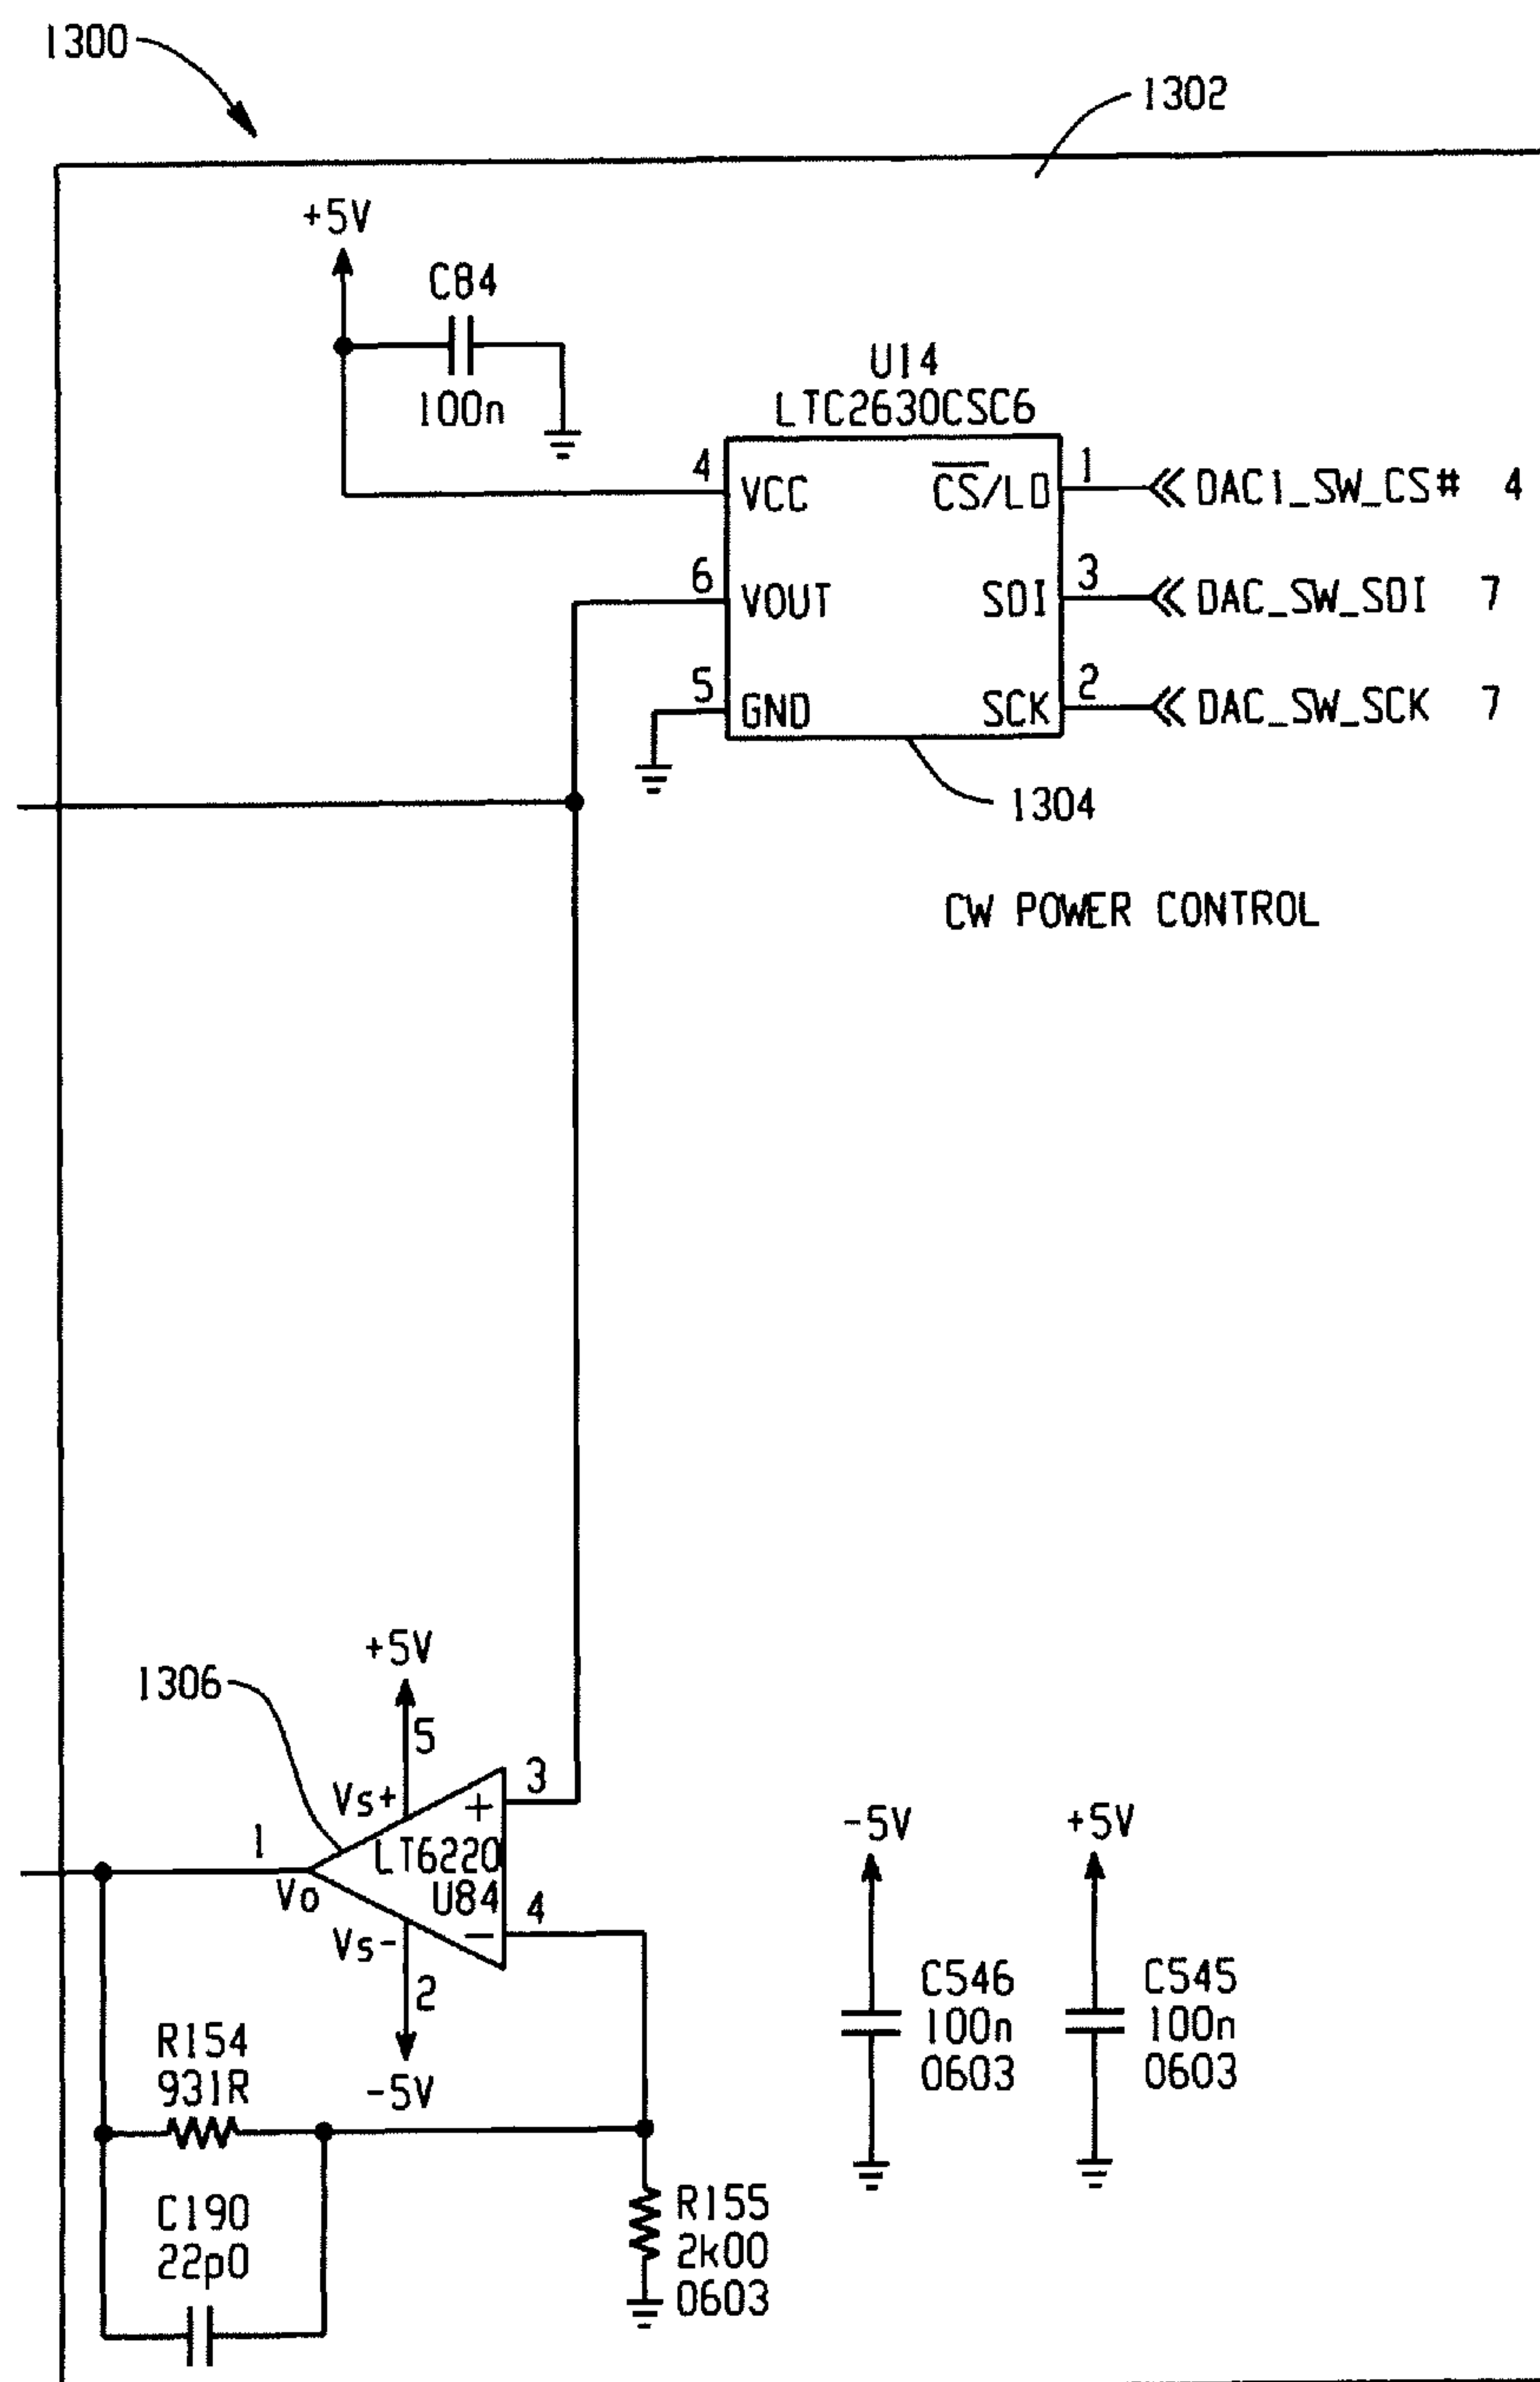 1300
1302
+5V
C84
100n
U14
LTC2630CSC6
4 VCC CS/LD 1 DAC1_SW_CS# 4
6 VOUT SDI 3 DAC_SW_SDI 7
5 GND SCK 2 DAC_SW_SCK 7
1304
CW POWER CONTROL
+5V
1306
5
Vs+
3
+
1
LT6220
Vo
U84
4
-
Vs-
2
-5V
-5V
+5V
C546
100n
0603
C545
100n
0603
R154
931R
C190
22p0
R155
2k00
0603